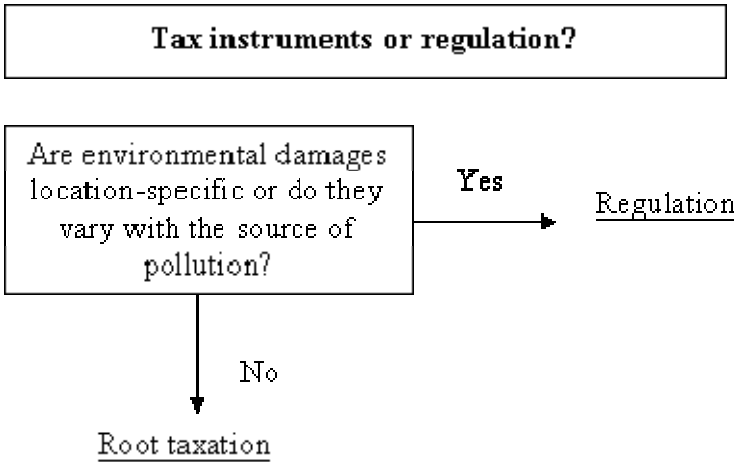 Tax instruments or regulation?
Are environmental damages
location-specific or do they
vary with the source of
pollution?
Yes
Regulation
No
Root taxation